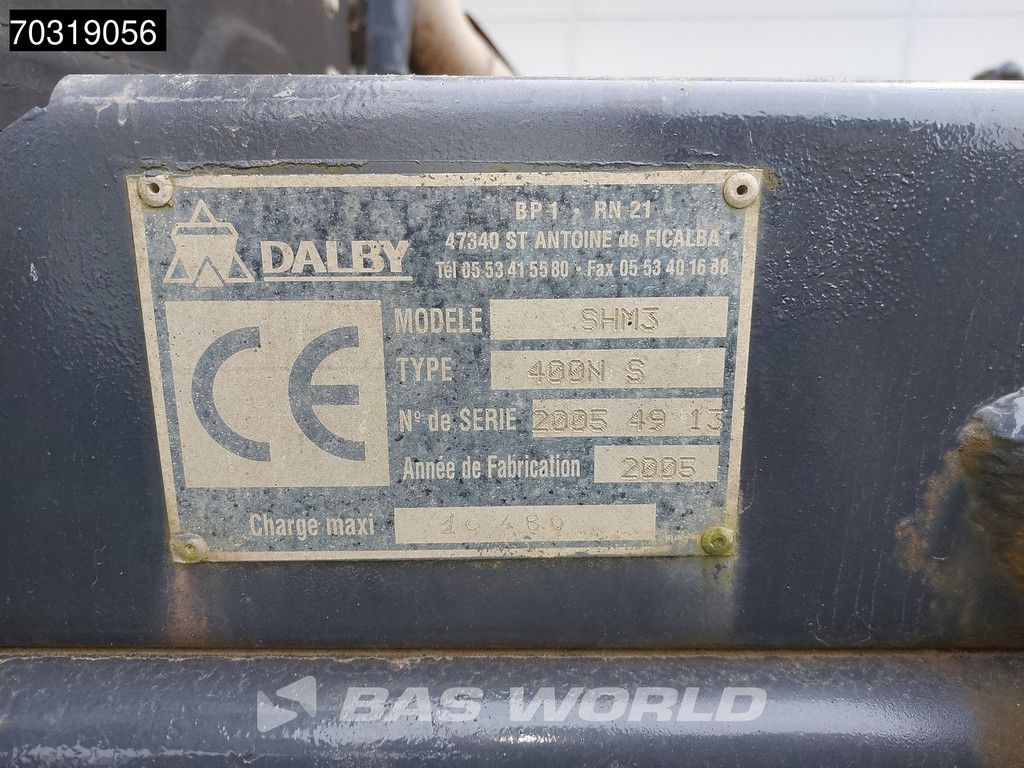 70319056
BP 1 , RN 21
47340 ST ANTOINE de FICALBA
Tél 05 53 41 55 80 - Fax 05 53 40 16 88
DALBY
CE
MODELE SHM3
TYPE 400N S
N° de SERIE 2005 49 13
Année de Fabrication 2005
Charge maxi
BAS WORLD